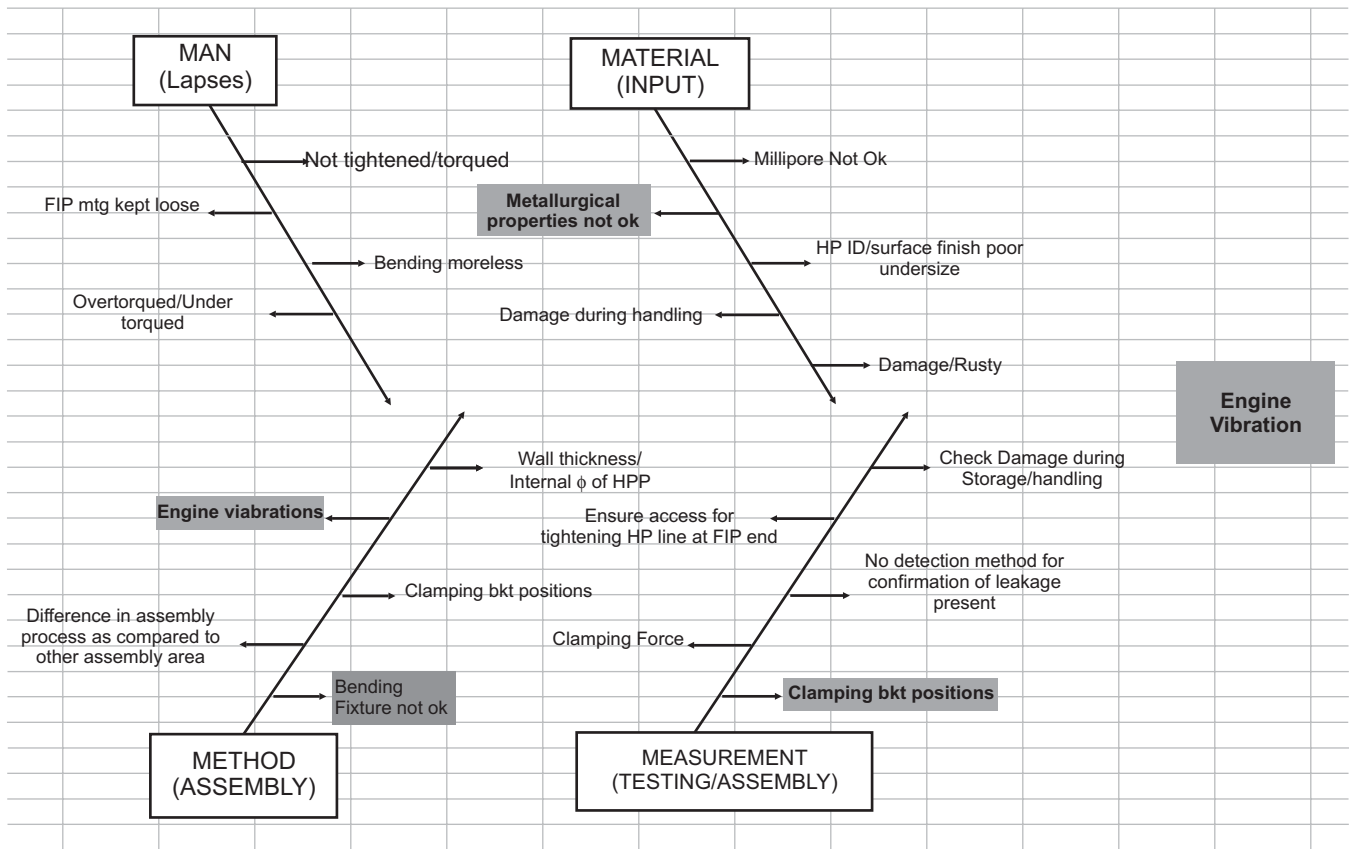 MAN
(Lapses)
Not tightened/torqued
FIP mtg kept loose
Bending moreless
Overtorqued/Under
torqued
MATERIAL
(INPUT)
Millipore Not Ok
Metallurgical
properties not ok
HP ID/surface finish poor
undersize
Damage during handling
Damage/Rusty
Engine
Vibration
Wall thickness/
Internal ϕ of HPP
Engine viabrations
Clamping bkt positions
Difference in assembly
process as compared to
other assembly area
Bending
Fixture not ok
METHOD
(ASSEMBLY)
Check Damage during
Storage/handling
Ensure access for
tightening HP line at FIP end
No detection method for
confirmation of leakage
present
Clamping Force
Clamping bkt positions
MEASUREMENT
(TESTING/ASSEMBLY)